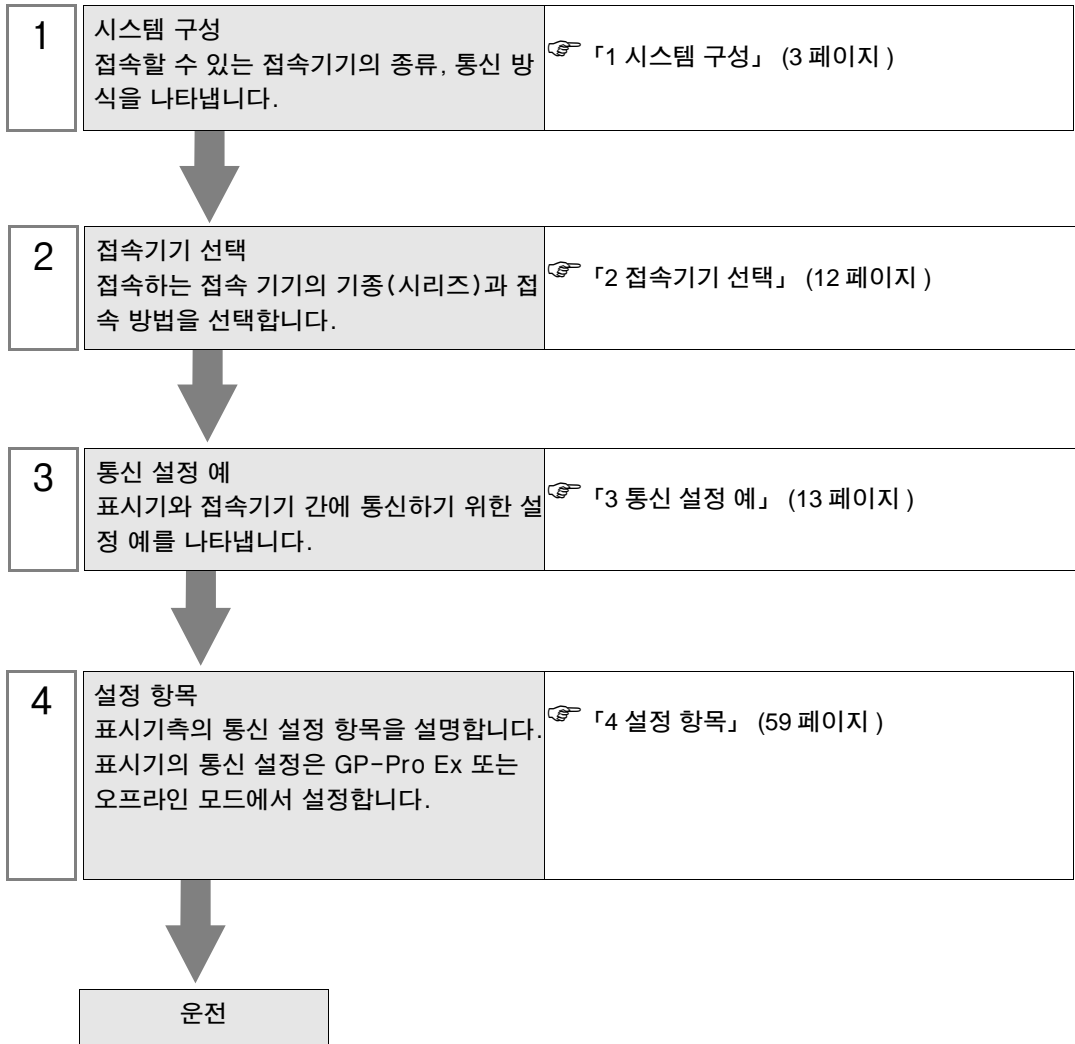 1
시스템 구성
접속할 수 있는 접속기기의 종류, 통신 방
식을 나타냅니다.
☞ 「1 시스템 구성」 (3 페이지 )
2
접속기기 선택
접속하는 접속 기기의 기종(시리즈)과 접
속 방법을 선택합니다.
☞ 「2 접속기기 선택」 (12 페이지 )
3
통신 설정 예
표시기와 접속기기 간에 통신하기 위한 설
정 예를 나타냅니다.
☞ 「3 통신 설정 예」 (13 페이지 )
4
설정 항목
표시기측의 통신 설정 항목을 설명합니다.
표시기의 통신 설정은 GP-Pro Ex 또는
오프라인 모드에서 설정합니다.
☞ 「4 설정 항목」 (59 페이지 )
운전